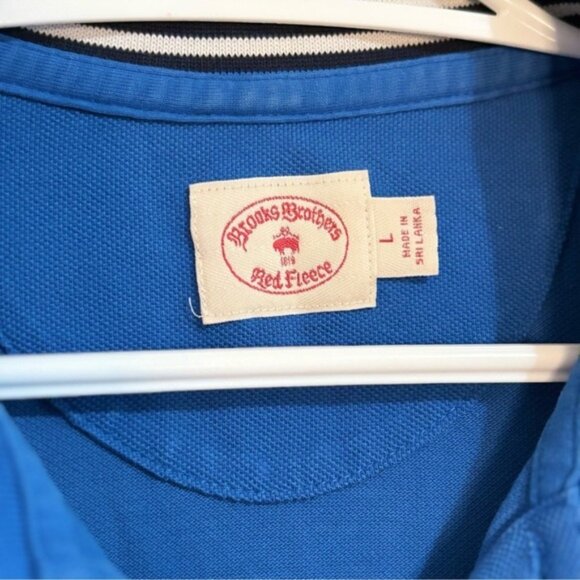 Brooks Brothers
1818
Red Fleece
L
MADE IN
SRI LANKA